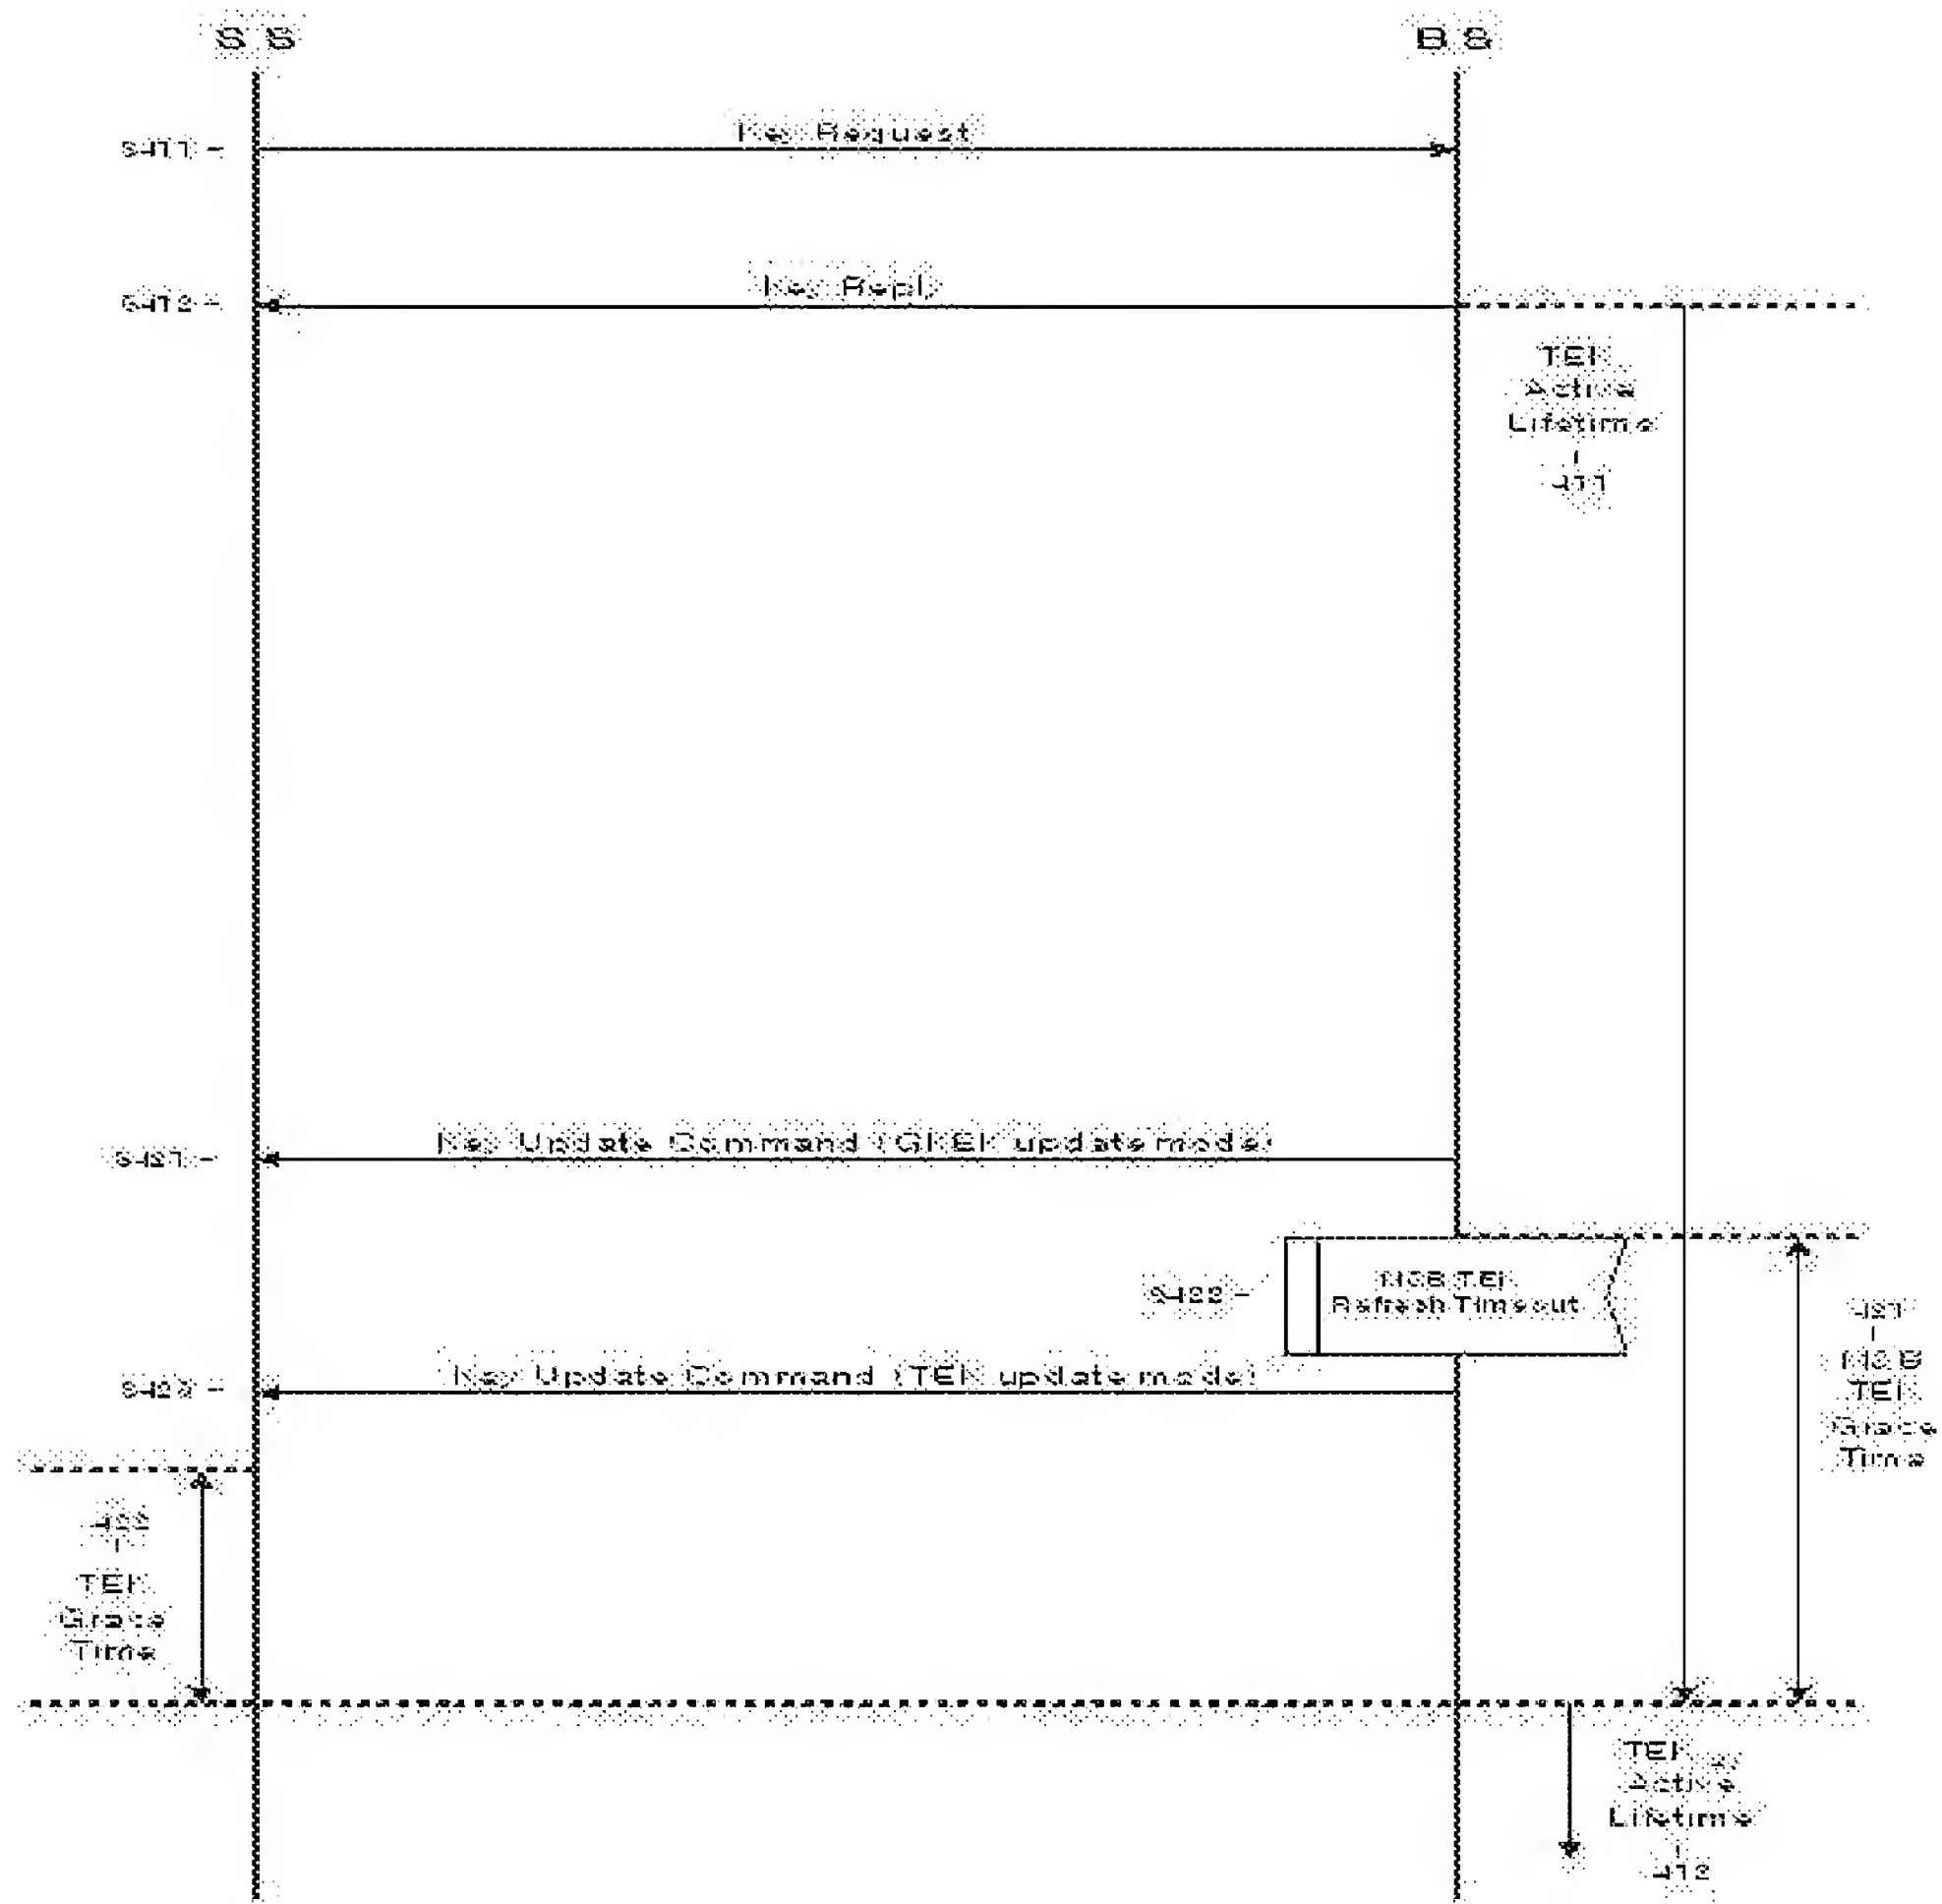 SS BS
Key Request
S411
Key Reply
S412
TEK
Active
Lifetime
411
Key Update Command (GKEK update mode)
S421
M&B TEK
Refresh Timeout
S422
421
M&B
TEK
Grace
Time
Key Update Command (TEK update mode)
S423
422
TEK
Grace
Time
TEK
Active
Lifetime
412